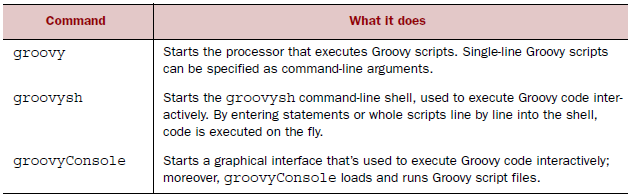 Command What it does
groovy Starts the processor that executes Groovy scripts. Single-line Groovy scripts
can be specified as command-line arguments.
groovysh Starts the groovysh command-line shell, used to execute Groovy code inter-
actively. By entering statements or whole scripts line by line into the shell,
code is executed on the fly.
groovyConsole Starts a graphical interface that's used to execute Groovy code interactively;
moreover, groovyConsole loads and runs Groovy script files.